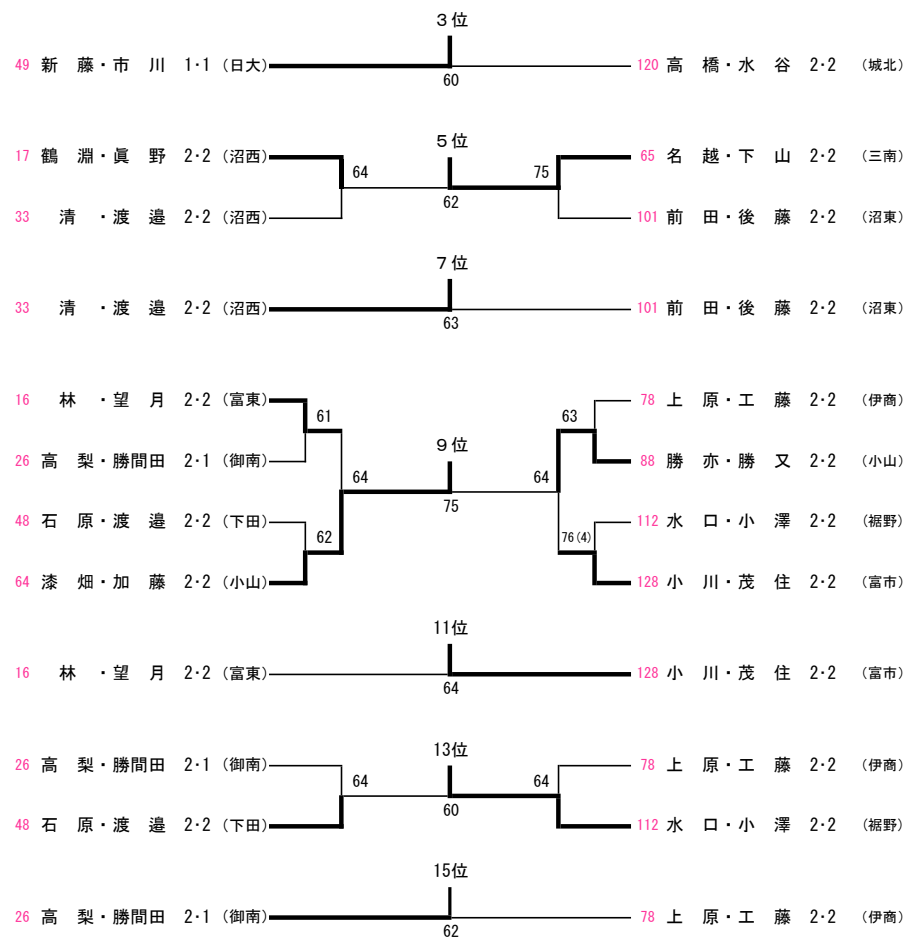 3位
49 新 藤・市 川 1・1 (日大) 120 高 橋・水 谷 2・2 (城北)
60
5位
17 鶴 淵・眞 野 2・2 (沼西) 65 名 越・下 山 2・2 (三南)
64 75
62
33 清 ・渡 邉 2・2 (沼西) 101 前 田・後 藤 2・2 (沼東)
7位
33 清 ・渡 邉 2・2 (沼西) 101 前 田・後 藤 2・2 (沼東)
63
16 林 ・望 月 2・2 (富東) 78 上 原・工 藤 2・2 (伊商)
61 63
9位
26 高 梨・勝間田 2・1 (御南) 88 勝 亦・勝 又 2・2 (小山)
64 64
75
48 石 原・渡 邉 2・2 (下田) 112 水 口・小 澤 2・2 (裾野)
62 76(4)
64 漆 畑・加 藤 2・2 (小山) 128 小 川・茂 住 2・2 (富市)
11位
16 林 ・望 月 2・2 (富東) 128 小 川・茂 住 2・2 (富市)
64
13位
26 高 梨・勝間田 2・1 (御南) 78 上 原・工 藤 2・2 (伊商)
64 64
60
48 石 原・渡 邉 2・2 (下田) 112 水 口・小 澤 2・2 (裾野)
15位
26 高 梨・勝間田 2・1 (御南) 78 上 原・工 藤 2・2 (伊商)
62